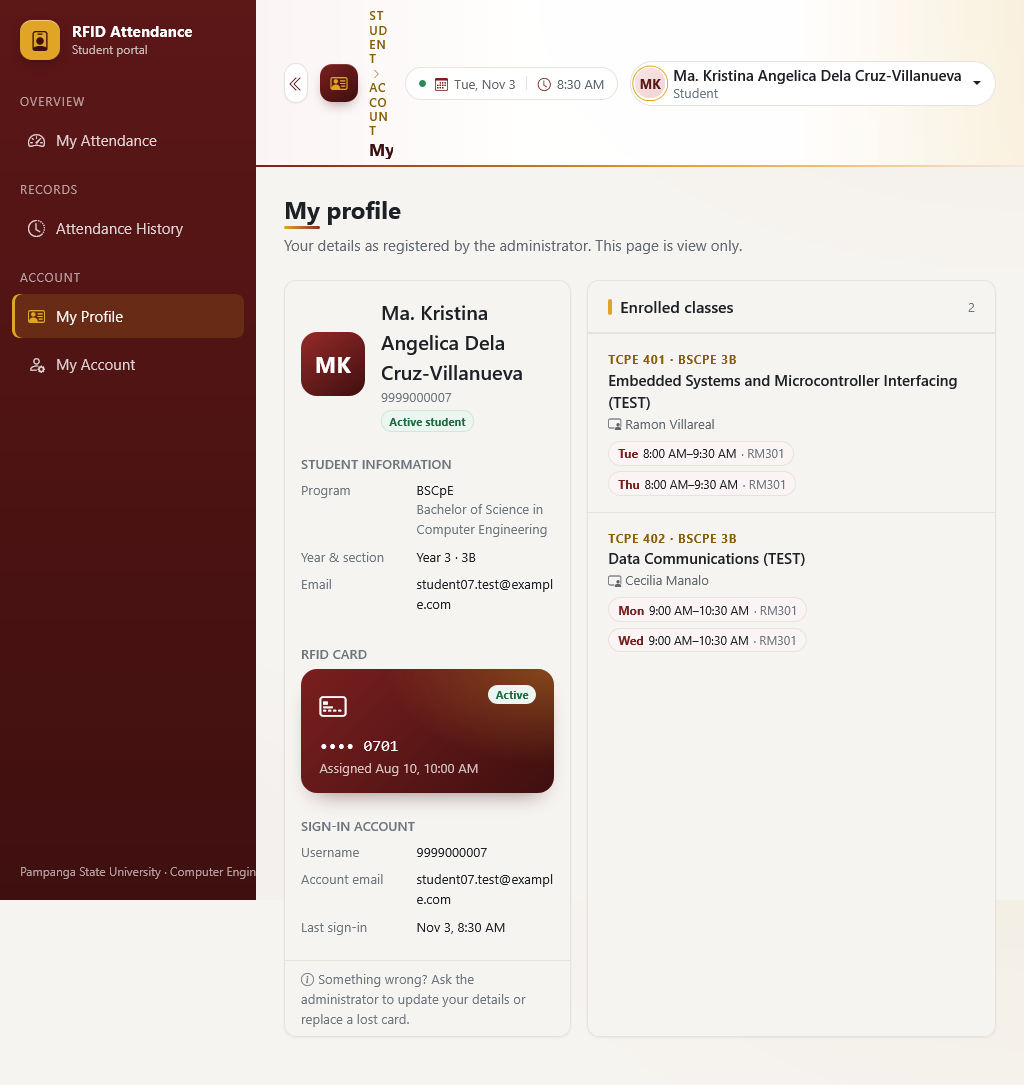 RFID Attendance
Student portal
OVERVIEW
My Attendance
RECORDS
Attendance History
ACCOUNT
My Profile
My Account
Pampanga State University · Computer Engin
ST
UD
EN
T
AC
CO
UN
T
My
Tue, Nov 3
8:30 AM
MK
Ma. Kristina Angelica Dela Cruz-Villanueva
Student
My profile
Your details as registered by the administrator. This page is view only.
MK
Ma. Kristina
Angelica Dela
Cruz-Villanueva
9999000007
Active student
STUDENT INFORMATION
Program BSCpE
Bachelor of Science in
Computer Engineering
Year & section Year 3 · 3B
Email student07.test@exampl
e.com
RFID CARD
Active
•••• 0701
Assigned Aug 10, 10:00 AM
SIGN-IN ACCOUNT
Username 9999000007
Account email student07.test@exampl
e.com
Last sign-in Nov 3, 8:30 AM
Something wrong? Ask the
administrator to update your details or
replace a lost card.
Enrolled classes 2
TCPE 401 · BSCPE 3B
Embedded Systems and Microcontroller Interfacing
(TEST)
Ramon Villareal
Tue 8:00 AM–9:30 AM · RM301
Thu 8:00 AM–9:30 AM · RM301
TCPE 402 · BSCPE 3B
Data Communications (TEST)
Cecilia Manalo
Mon 9:00 AM–10:30 AM · RM301
Wed 9:00 AM–10:30 AM · RM301